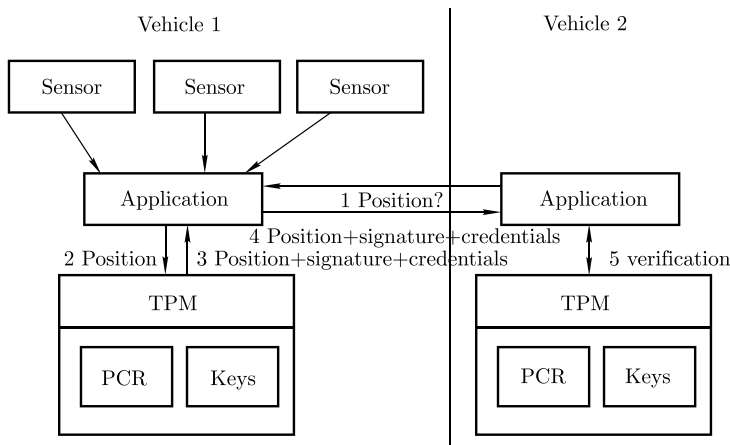 Vehicle 1
Vehicle 2
Sensor
Sensor
Sensor
Application
Application
1 Position?
4 Position+signature+credentials
2 Position
3 Position+signature+credentials
5 verification
TPM
TPM
PCR
Keys
PCR
Keys